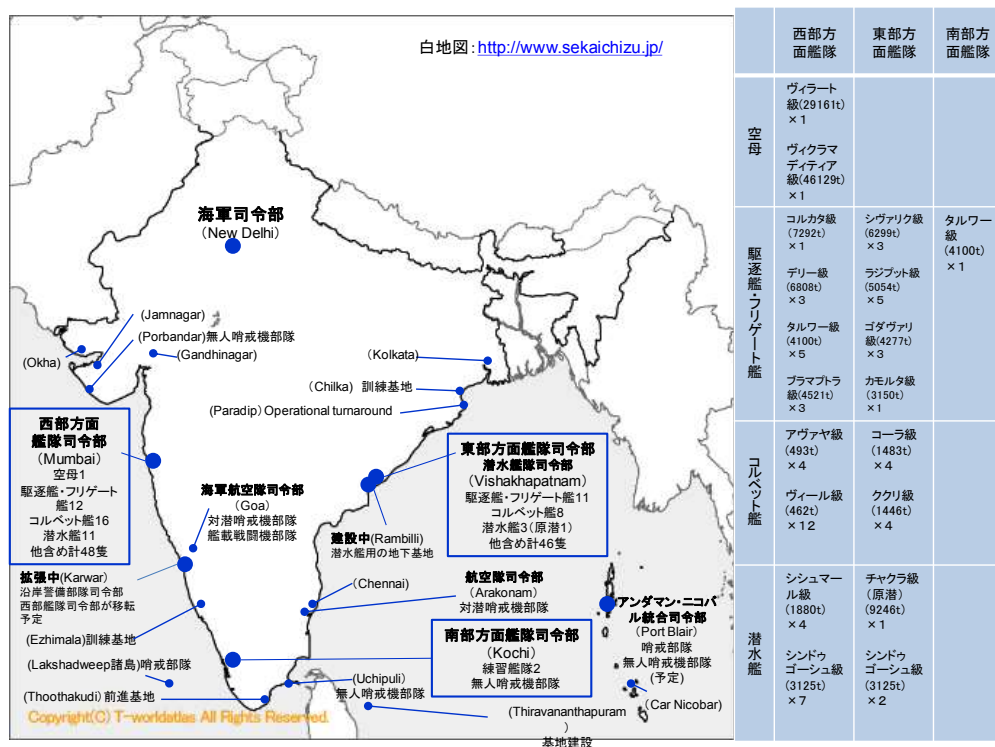 白地図：http://www.sekaichizu.jp/
海軍司令部
(New Delhi)
(Jamnagar)
(Porbandar)無人哨戒機部隊
(Okha)
(Gandhinagar)
(Kolkata)
(Chilka) 訓練基地
(Paradip) Operational turnaround
西部方面
艦隊司令部
(Mumbai)
空母1
駆逐艦・フリゲート
艦12
コルベット艦16
潜水艦11
他含め計48隻
東部方面艦隊司令部
潜水艦隊司令部
(Vishakhapatnam)
駆逐艦・フリゲート艦11
コルベット艦8
潜水艦3(原潜1)
他含め計46隻
海軍航空隊司令部
(Goa)
対潜哨戒機部隊
艦載戦闘機部隊
建設中(Rambilli)
潜水艦用の地下基地
拡張中(Karwar)
沿岸警備部隊司令部
西部艦隊司令部が移転
予定
(Chennai)
航空隊司令部
(Arakonam)
対潜哨戒機部隊
アンダマン・ニコバ
ル統合司令部
(Port Blair)
哨戒部隊
無人哨戒機部隊
(予定)
(Ezhimala)訓練基地
南部方面艦隊司令部
(Kochi)
練習艦隊2
無人哨戒機部隊
(Lakshadweep諸島)哨戒部隊
(Uchipuli)
無人哨戒機部隊
(Thoothakudi) 前進基地
(Car Nicobar)
(Thiravananthapuram
)
基地建設
Copyright(C) T-worldatlas All Rights Reserved.
西部方
面艦隊
東部方
面艦隊
南部方
面艦隊
空母
ヴィラート
級(29161t)
×1
ヴィクラマ
ディティア
級(46129t)
×1
駆逐艦・フリゲート艦
コルカタ級
(7292t)
×1
デリー級
(6808t)
×3
タルワー級
(4100t)
×5
ブラマプトラ
級(4521t)
×3
シヴァリク級
(6299t)
×3
ラジプット級
(5054t)
×5
ゴダヴァリ
級(4277t)
×3
カモルタ級
(3150t)
×1
タルワー
級
(4100t)
×1
コルベット艦
アヴァヤ級
(493t)
×4
ヴィール級
(462t)
×12
コーラ級
(1483t)
×4
ククリ級
(1446t)
×4
潜水艦
シシュマー
ル級
(1880t)
×4
シンドゥ
ゴーシュ級
(3125t)
×7
チャクラ級
(原潜)
(9246t)
×1
シンドゥ
ゴーシュ級
(3125t)
×2